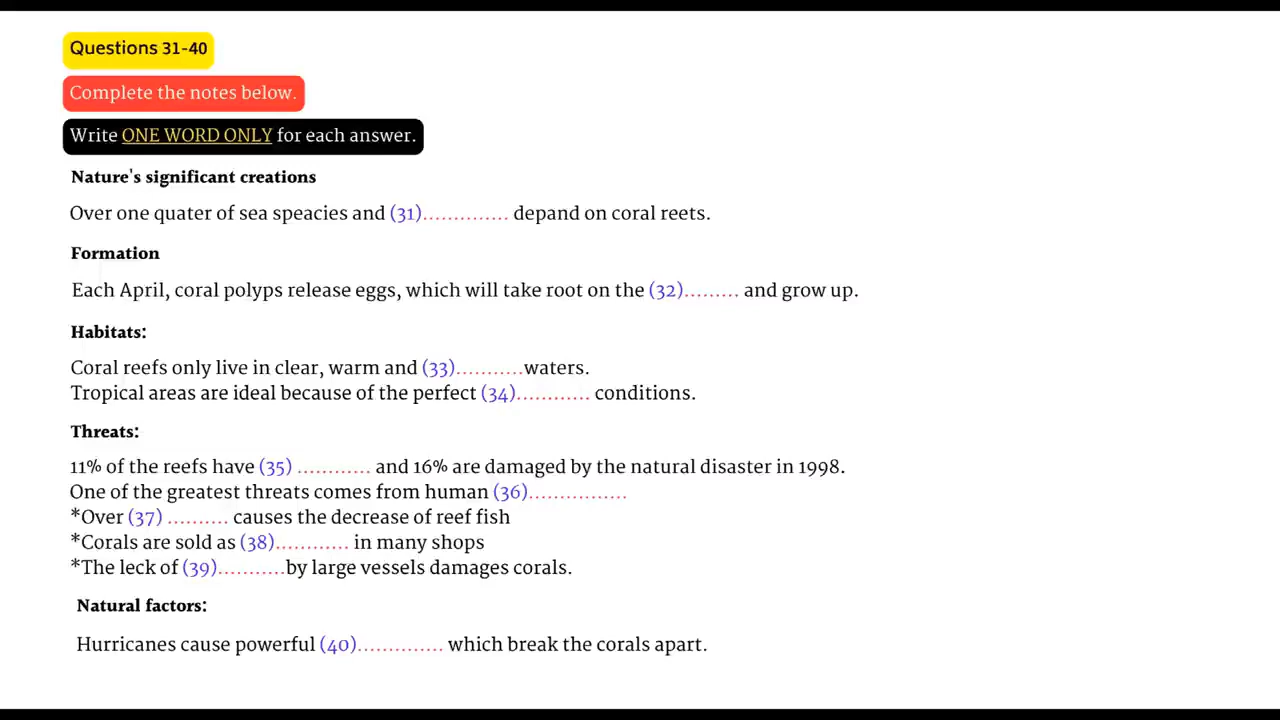 Questions 31-40
Complete the notes below.
Write ONE WORD ONLY for each answer.
Nature's significant creations
Over one quater of sea speacies and (31).............. depand on coral reets.
Formation
Each April, coral polyps release eggs, which will take root on the (32)......... and grow up.
Habitats:
Coral reefs only live in clear, warm and (33)...........waters.
Tropical areas are ideal because of the perfect (34)............ conditions.
Threats:
11% of the reefs have (35) ............ and 16% are damaged by the natural disaster in 1998.
One of the greatest threats comes from human (36)................
*Over (37) .......... causes the decrease of reef fish
*Corals are sold as (38)............ in many shops
*The leck of (39)...........by large vessels damages corals.
Natural factors:
Hurricanes cause powerful (40).............. which break the corals apart.